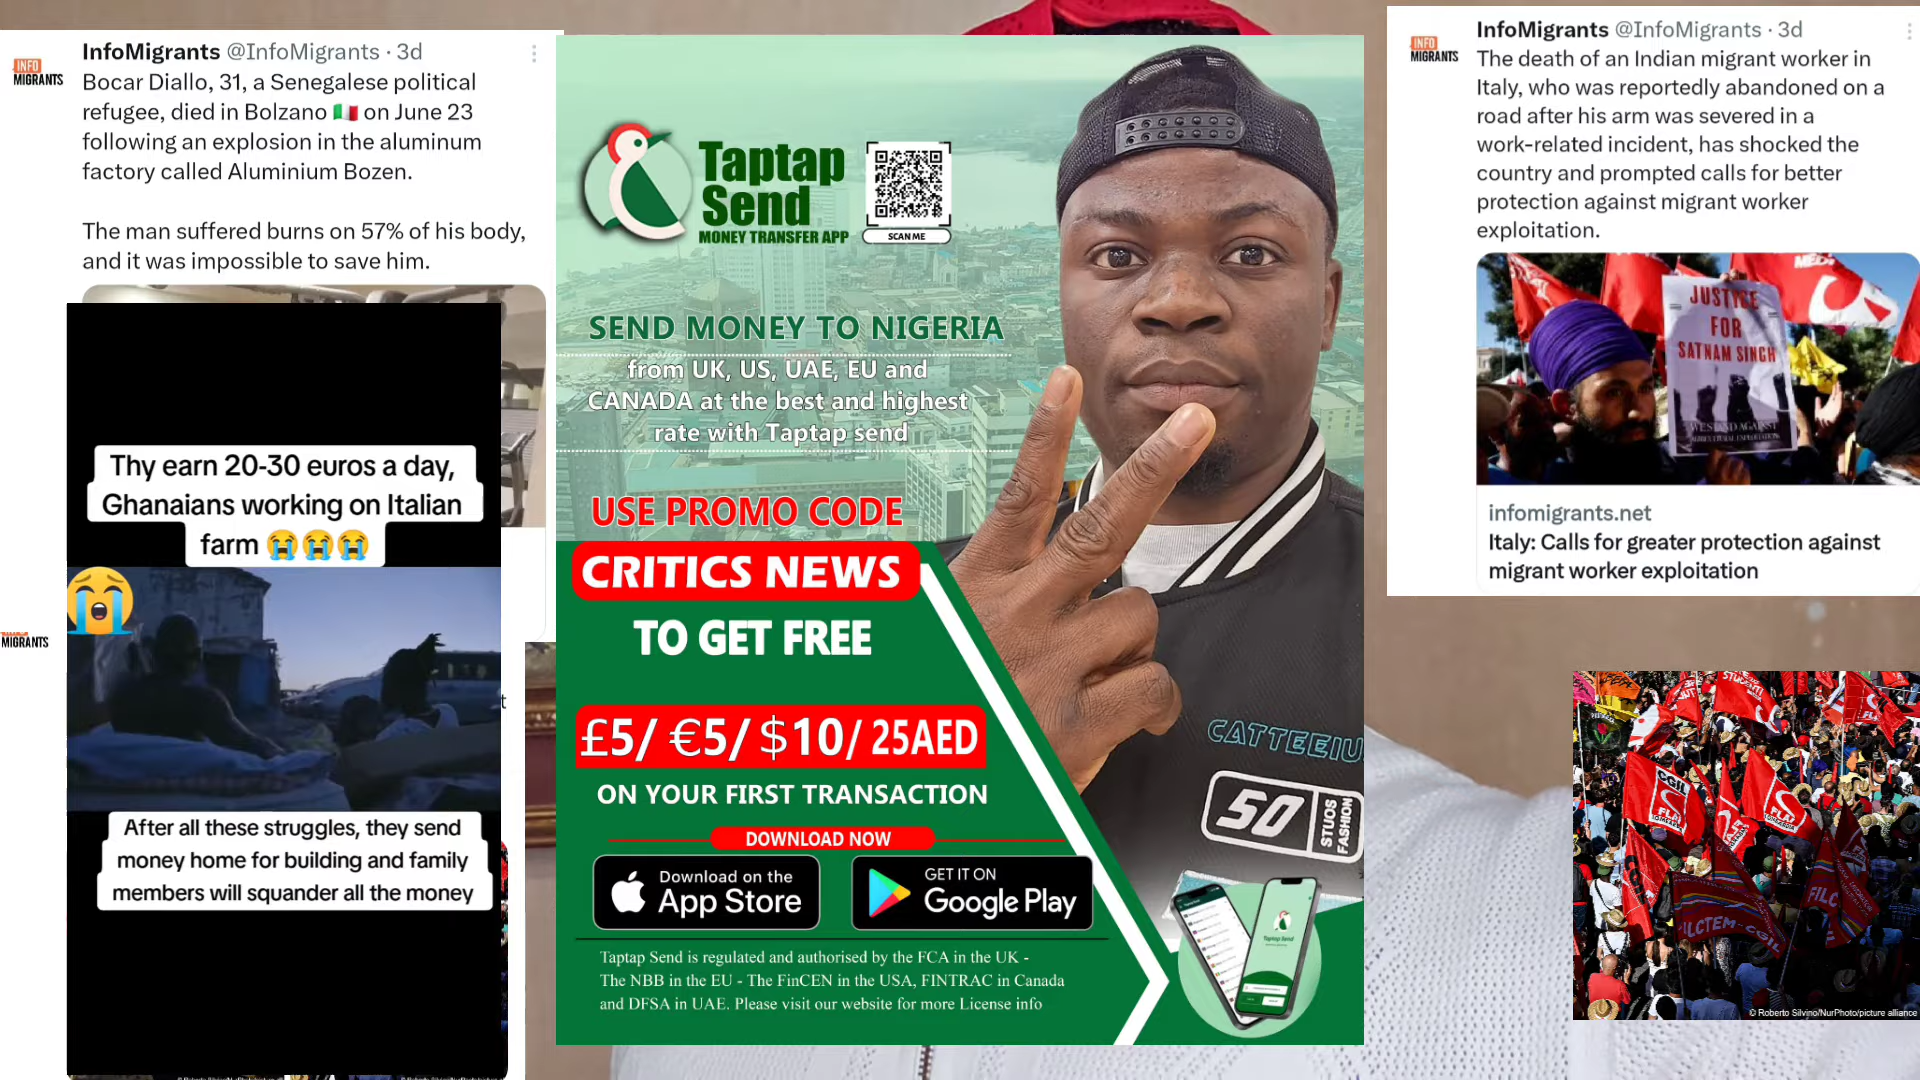 INFO
MIGRANTS
InfoMigrants @InfoMigrants · 3d
Bocar Diallo, 31, a Senegalese political
refugee, died in Bolzano 🇮🇹 on June 23
following an explosion in the aluminum
factory called Aluminium Bozen.
The man suffered burns on 57% of his body,
and it was impossible to save him.
Thy earn 20-30 euros a day,
Ghanaians working on Italian
farm 😭😭😭
MIGRANTS
After all these struggles, they send
money home for building and family
members will squander all the money
Taptap
Send
MONEY TRANSFER APP
SCAN ME
SEND MONEY TO NIGERIA
from UK, US, UAE, EU and
CANADA at the best and highest
rate with Taptap send
USE PROMO CODE
CRITICS NEWS
TO GET FREE
£5/ €5/ $10/ 25AED
ON YOUR FIRST TRANSACTION
DOWNLOAD NOW
Download on the
App Store
GET IT ON
Google Play
Taptap Send is regulated and authorised by the FCA in the UK -
The NBB in the EU - The FinCEN in the USA, FINTRAC in Canada
and DFSA in UAE. Please visit our website for more License info
CATTEEIU
50
STUOS
FASHION
Taptap Send
INFO
MIGRANTS
InfoMigrants @InfoMigrants · 3d
The death of an Indian migrant worker in
Italy, who was reportedly abandoned on a
road after his arm was severed in a
work-related incident, has shocked the
country and prompted calls for better
protection against migrant worker
exploitation.
JUSTICE
FOR
SATNAM SINGH
infomigrants.net
Italy: Calls for greater protection against
migrant worker exploitation
CGIL
FLAI
FILCTEM-CGIL
© Roberto Silvino/NurPhoto/picture alliance